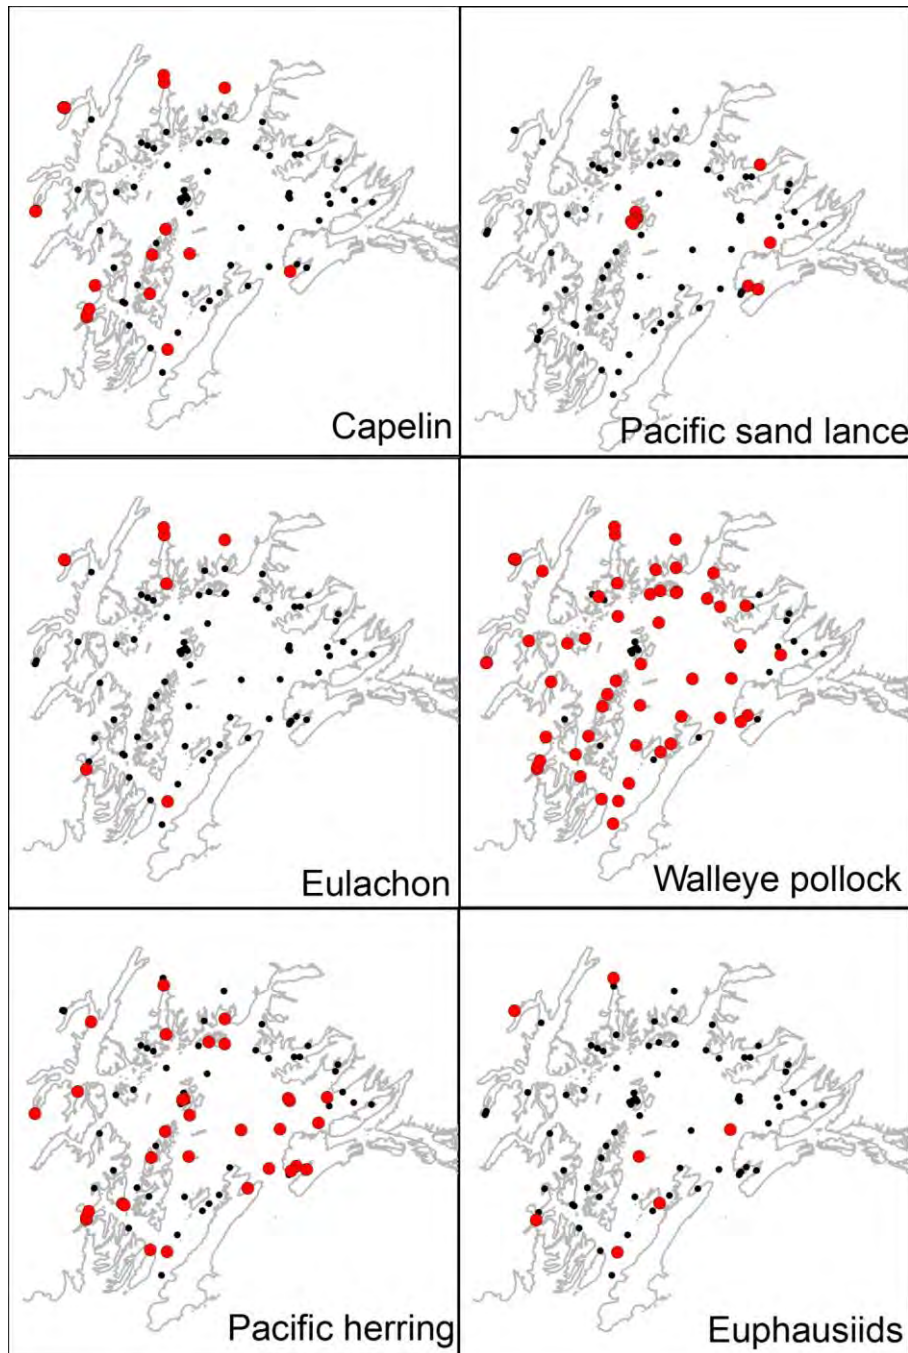 Capelin
Pacific sand lance
Eulachon
Walleye pollock
Pacific herring
Euphausiids